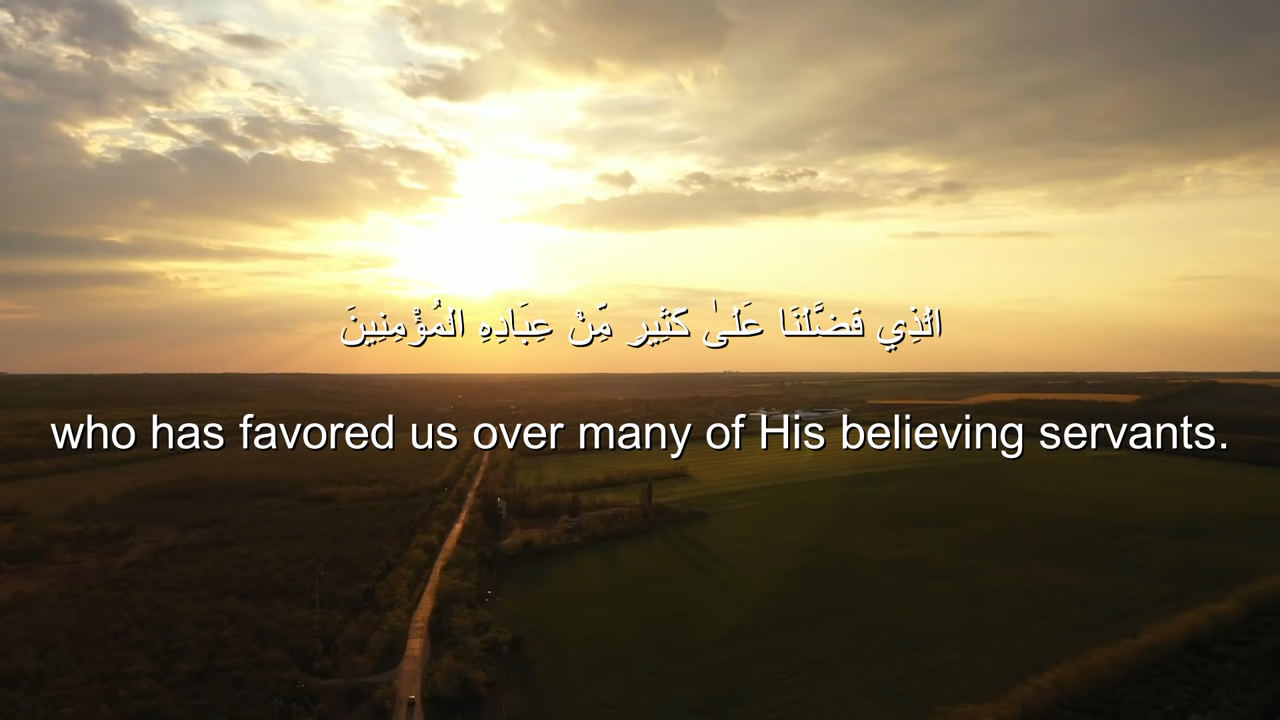 الَّذِي فَضَّلَنَا عَلَىٰ كَثِيرٍ مِّنْ عِبَادِهِ الْمُؤْمِنِينَ
who has favored us over many of His believing servants.